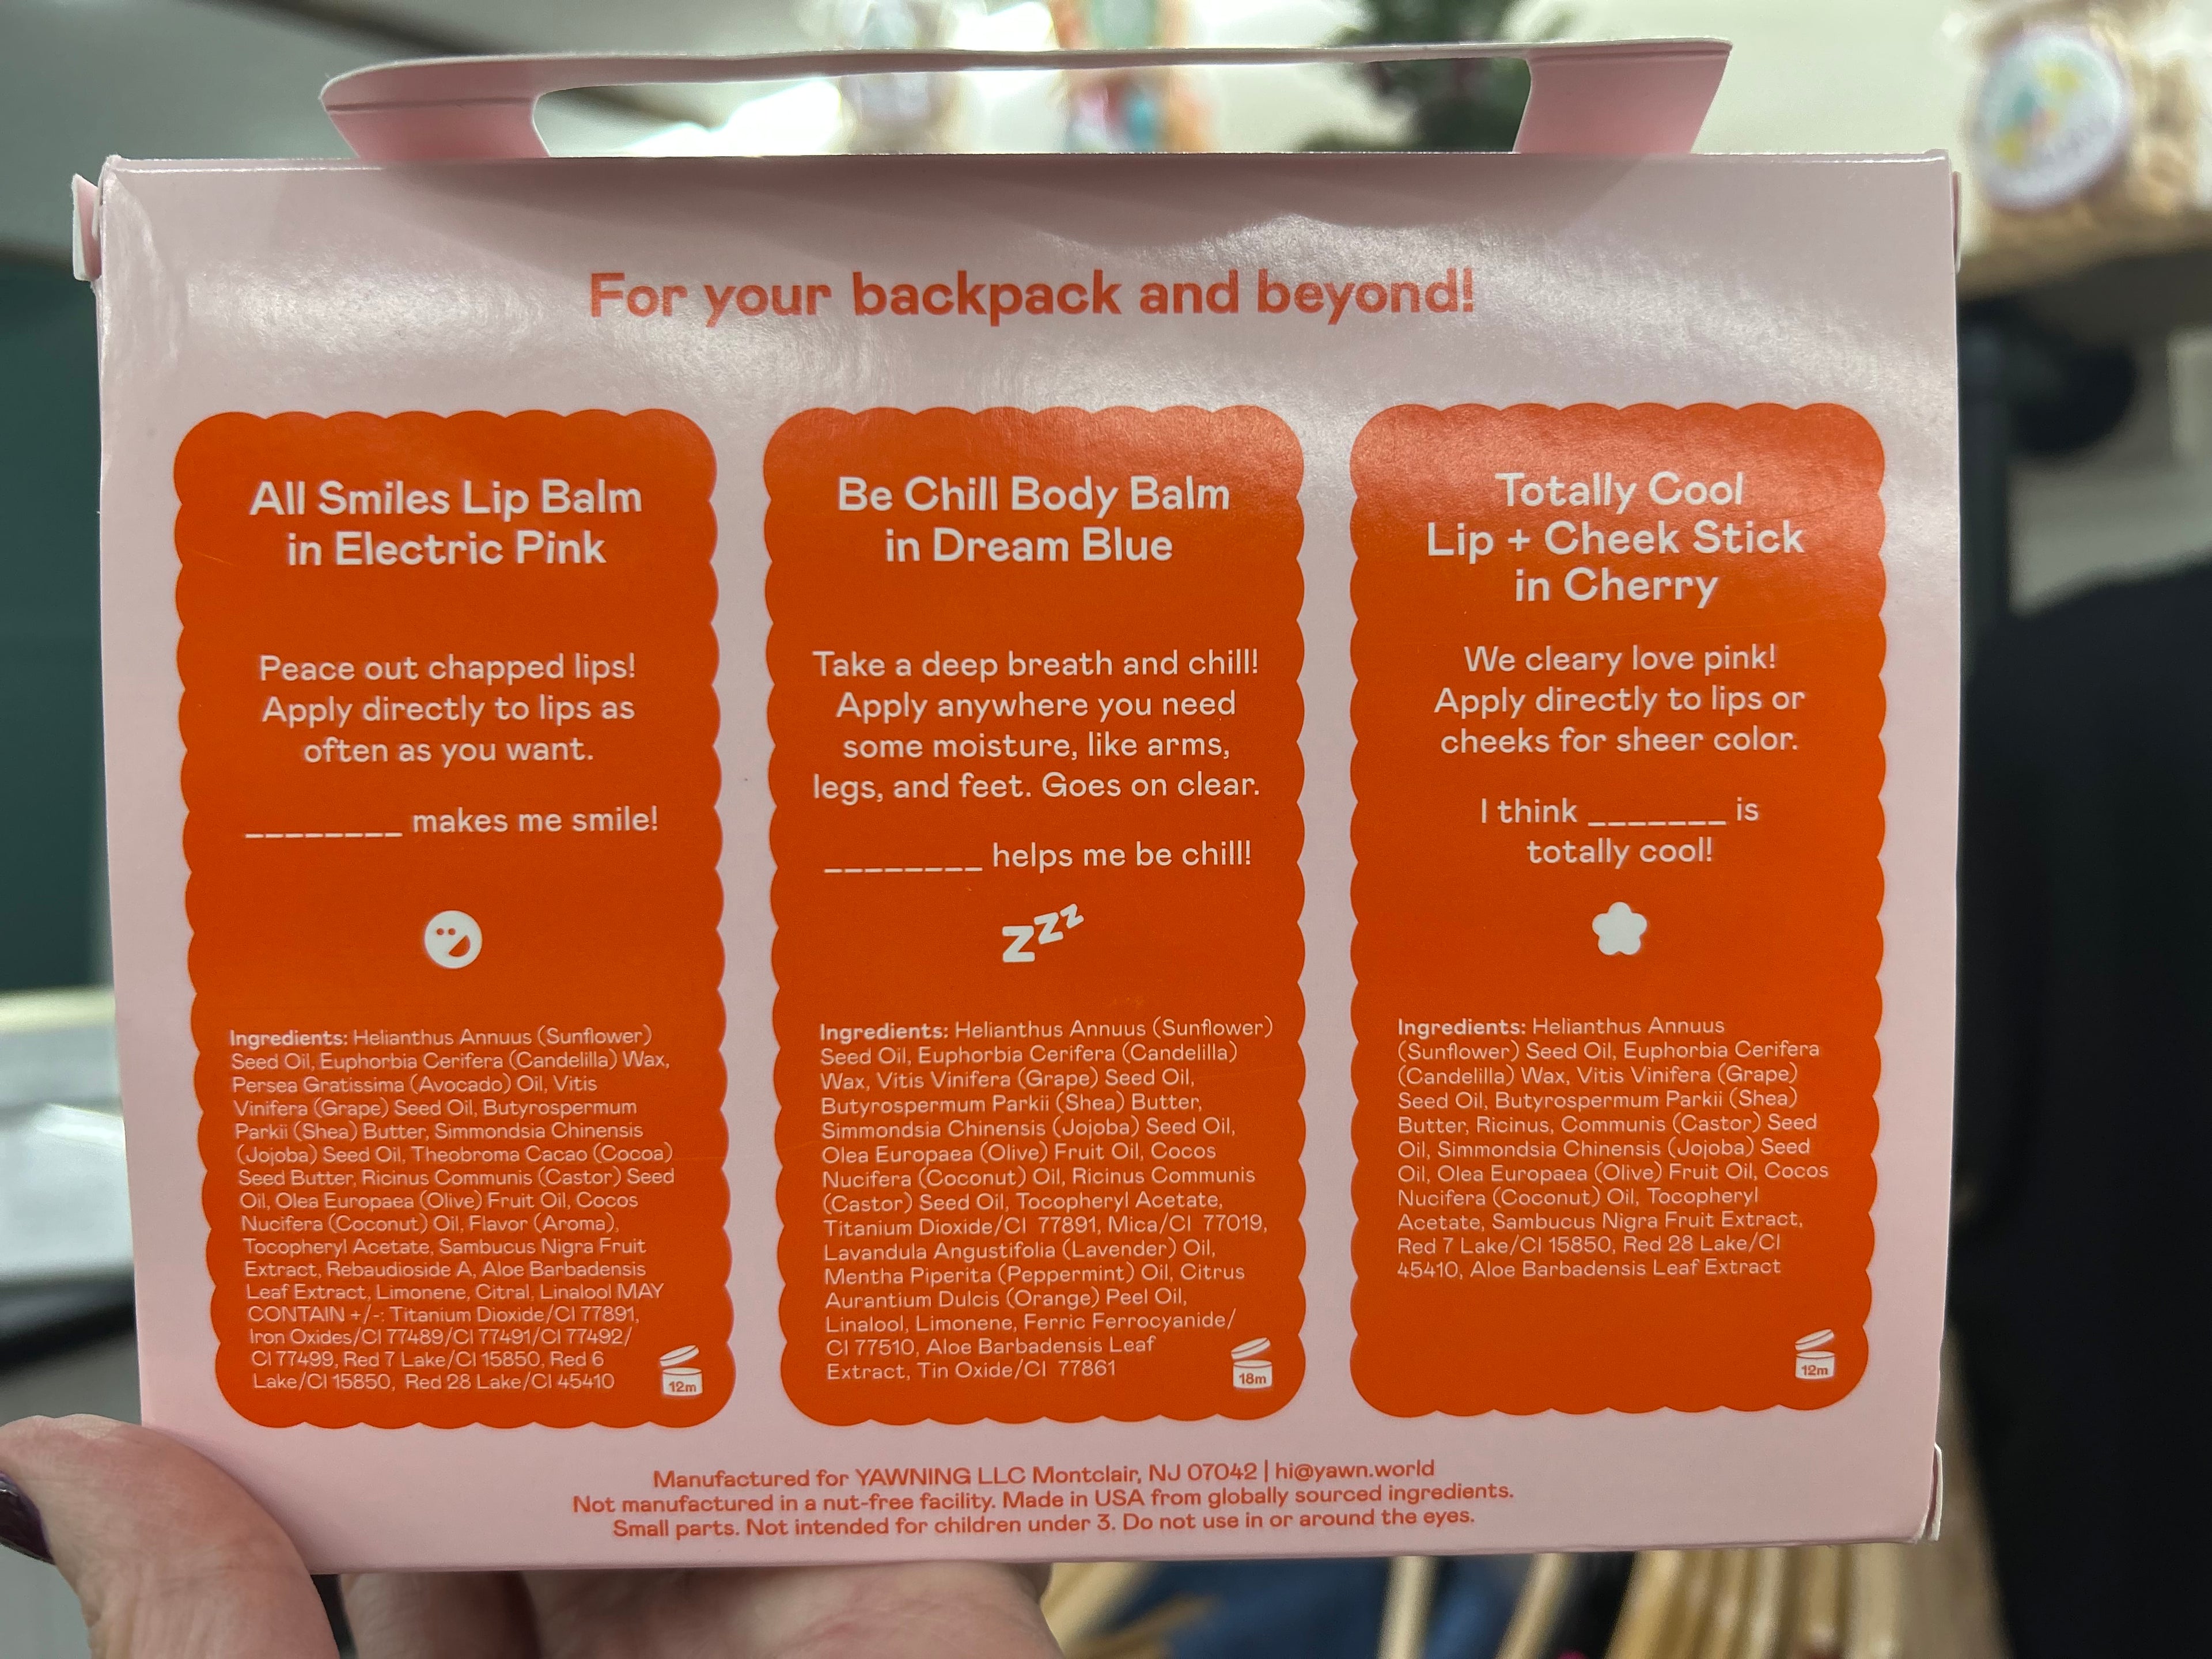 For your backpack and beyond!
All Smiles Lip Balm
in Electric Pink
Peace out chapped lips!
Apply directly to lips as
often as you want.
________ makes me smile!
Ingredients: Helianthus Annuus (Sunflower)
Seed Oil, Euphorbia Cerifera (Candelilla) Wax,
Persea Gratissima (Avocado) Oil, Vitis
Vinifera (Grape) Seed Oil, Butyrospermum
Parkii (Shea) Butter, Simmondsia Chinensis
(Jojoba) Seed Oil, Theobroma Cacao (Cocoa)
Seed Butter, Ricinus Communis (Castor) Seed
Oil, Olea Europaea (Olive) Fruit Oil, Cocos
Nucifera (Coconut) Oil, Flavor (Aroma),
Tocopheryl Acetate, Sambucus Nigra Fruit
Extract, Rebaudioside A, Aloe Barbadensis
Leaf Extract, Limonene, Citral, Linalool MAY
CONTAIN +/-: Titanium Dioxide/CI 77891,
Iron Oxides/CI 77489/CI 77491/CI 77492/
CI 77499, Red 7 Lake/CI 15850, Red 6
Lake/CI 15850, Red 28 Lake/CI 45410
12m
Be Chill Body Balm
in Dream Blue
Take a deep breath and chill!
Apply anywhere you need
some moisture, like arms,
legs, and feet. Goes on clear.
________ helps me be chill!
zzz
Ingredients: Helianthus Annuus (Sunflower)
Seed Oil, Euphorbia Cerifera (Candelilla)
Wax, Vitis Vinifera (Grape) Seed Oil,
Butyrospermum Parkii (Shea) Butter,
Simmondsia Chinensis (Jojoba) Seed Oil,
Olea Europaea (Olive) Fruit Oil, Cocos
Nucifera (Coconut) Oil, Ricinus Communis
(Castor) Seed Oil, Tocopheryl Acetate,
Titanium Dioxide/CI 77891, Mica/CI 77019,
Lavandula Angustifolia (Lavender) Oil,
Mentha Piperita (Peppermint) Oil, Citrus
Aurantium Dulcis (Orange) Peel Oil,
Linalool, Limonene, Ferric Ferrocyanide/
CI 77510, Aloe Barbadensis Leaf
Extract, Tin Oxide/CI 77861
18m
Totally Cool
Lip + Cheek Stick
in Cherry
We cleary love pink!
Apply directly to lips or
cheeks for sheer color.
I think _______ is
totally cool!
Ingredients: Helianthus Annuus
(Sunflower) Seed Oil, Euphorbia Cerifera
(Candelilla) Wax, Vitis Vinifera (Grape)
Seed Oil, Butyrospermum Parkii (Shea)
Butter, Ricinus, Communis (Castor) Seed
Oil, Simmondsia Chinensis (Jojoba) Seed
Oil, Olea Europaea (Olive) Fruit Oil, Cocos
Nucifera (Coconut) Oil, Tocopheryl
Acetate, Sambucus Nigra Fruit Extract,
Red 7 Lake/CI 15850, Red 28 Lake/CI
45410, Aloe Barbadensis Leaf Extract
12m
Manufactured for YAWNING LLC Montclair, NJ 07042 | hi@yawn.world
Not manufactured in a nut-free facility. Made in USA from globally sourced ingredients.
Small parts. Not intended for children under 3. Do not use in or around the eyes.